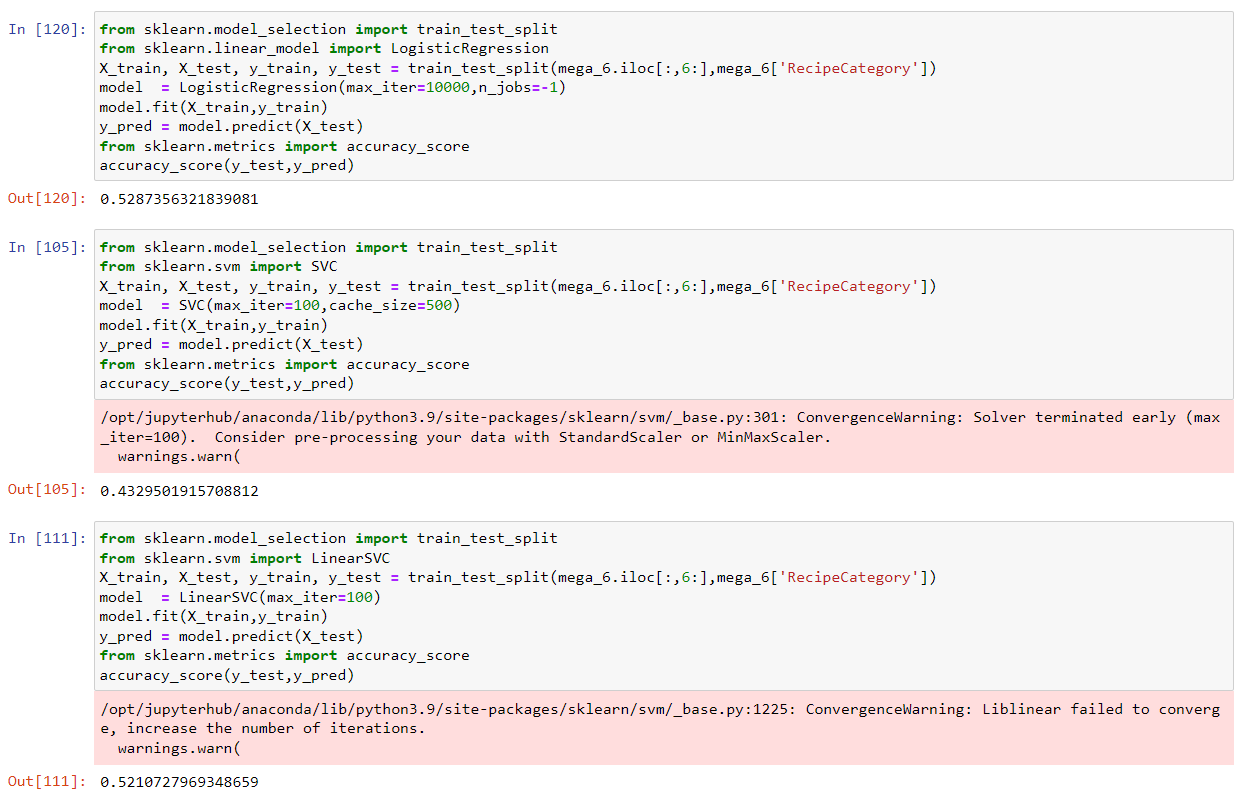 In [120]: from sklearn.model_selection import train_test_split
from sklearn.linear_model import LogisticRegression
X_train, X_test, y_train, y_test = train_test_split(mega_6.iloc[:,6:],mega_6['RecipeCategory'])
model  = LogisticRegression(max_iter=10000,n_jobs=-1)
model.fit(X_train,y_train)
y_pred = model.predict(X_test)
from sklearn.metrics import accuracy_score
accuracy_score(y_test,y_pred)
Out[120]: 0.5287356321839081
In [105]: from sklearn.model_selection import train_test_split
from sklearn.svm import SVC
X_train, X_test, y_train, y_test = train_test_split(mega_6.iloc[:,6:],mega_6['RecipeCategory'])
model  = SVC(max_iter=100,cache_size=500)
model.fit(X_train,y_train)
y_pred = model.predict(X_test)
from sklearn.metrics import accuracy_score
accuracy_score(y_test,y_pred)
/opt/jupyterhub/anaconda/lib/python3.9/site-packages/sklearn/svm/_base.py:301: ConvergenceWarning: Solver terminated early (max
_iter=100).  Consider pre-processing your data with StandardScaler or MinMaxScaler.
warnings.warn(
Out[105]: 0.4329501915708812
In [111]: from sklearn.model_selection import train_test_split
from sklearn.svm import LinearSVC
X_train, X_test, y_train, y_test = train_test_split(mega_6.iloc[:,6:],mega_6['RecipeCategory'])
model  = LinearSVC(max_iter=100)
model.fit(X_train,y_train)
y_pred = model.predict(X_test)
from sklearn.metrics import accuracy_score
accuracy_score(y_test,y_pred)
/opt/jupyterhub/anaconda/lib/python3.9/site-packages/sklearn/svm/_base.py:1225: ConvergenceWarning: Liblinear failed to converg
e, increase the number of iterations.
warnings.warn(
Out[111]: 0.5210727969348659